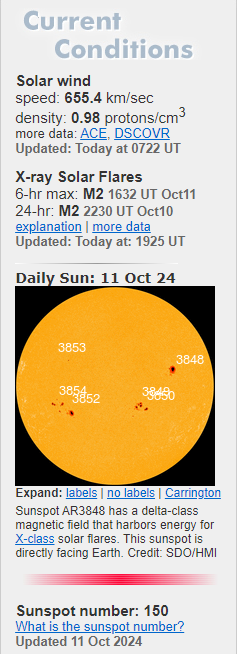 Current
Conditions
Solar wind
speed: 655.4 km/sec
density: 0.98 protons/cm3
more data: ACE, DSCOVR
Updated: Today at 0722 UT
X-ray Solar Flares
6-hr max: M2 1632 UT Oct11
24-hr: M2 2230 UT Oct10
explanation | more data
Updated: Today at: 1925 UT
Daily Sun: 11 Oct 24
3853
3848
3854
3852
3849
3850
Expand: labels | no labels | Carrington
Sunspot AR3848 has a delta-class
magnetic field that harbors energy for
X-class solar flares. This sunspot is
directly facing Earth. Credit: SDO/HMI
Sunspot number: 150
What is the sunspot number?
Updated 11 Oct 2024